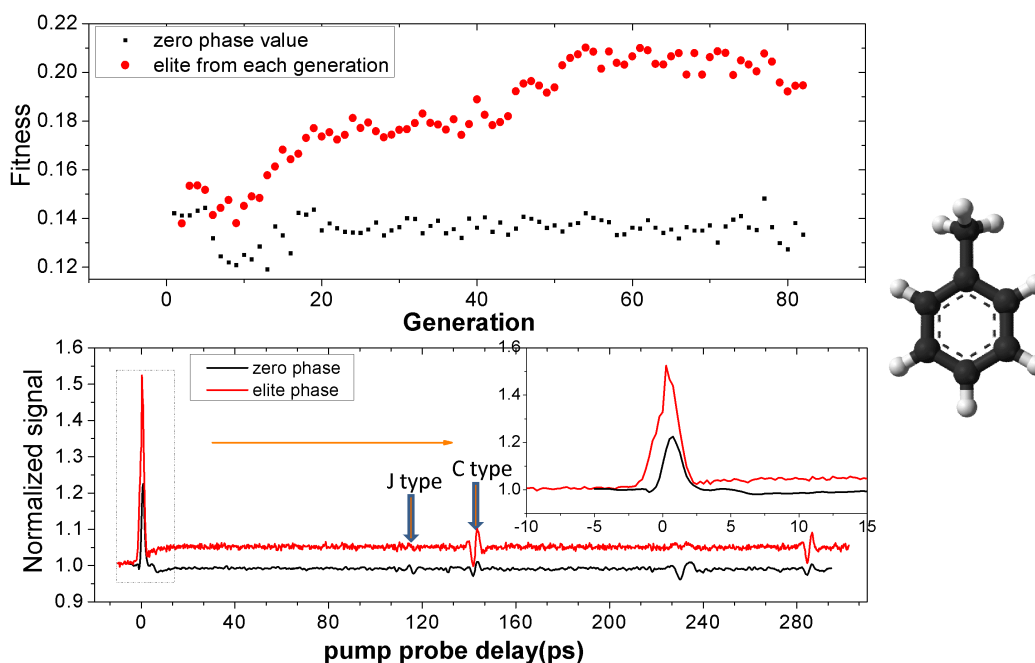 0.22
0.20
0.18
0.16
0.14
0.12
Fitness
zero phase value
elite from each generation
0 20 40 60 80
Generation
1.6
1.5
1.4
1.3
1.2
1.1
1.0
0.9
Normalized signal
zero phase
elite phase
J type
C type
1.6
1.4
1.2
1.0
-10 -5 0 5 10 15
0 40 80 120 160 200 240 280
pump probe delay(ps)